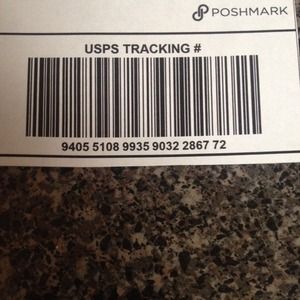 POSHMARK
USPS TRACKING #
9405 5108 9935 9032 2867 72